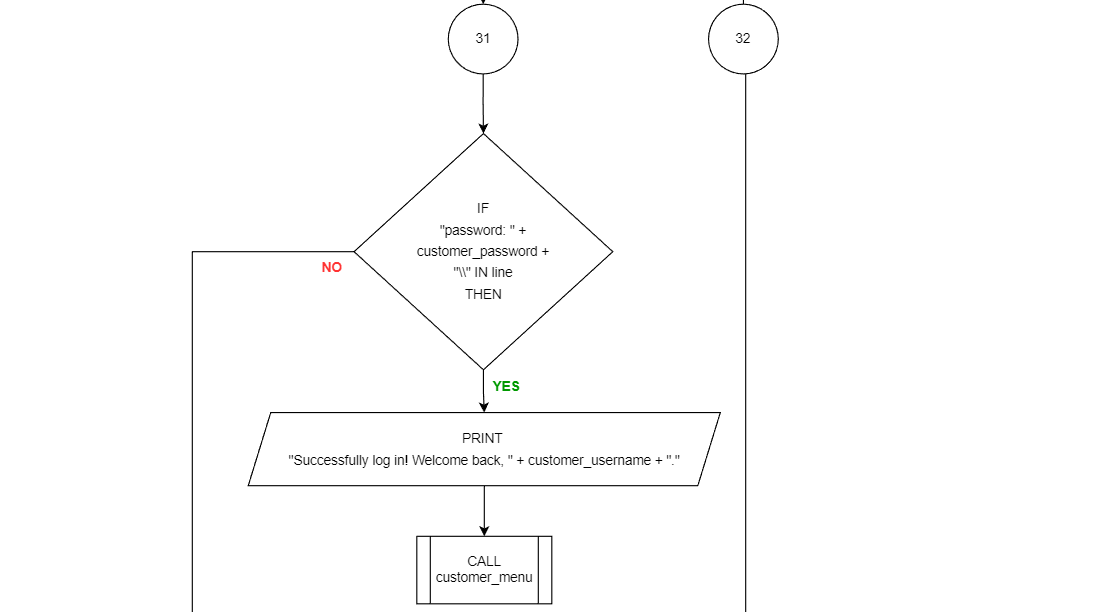 31
32
IF
"password: " +
customer_password +
"\\" IN line
THEN
NO
YES
PRINT
"Successfully log in! Welcome back, " + customer_username + "."
CALL
customer_menu